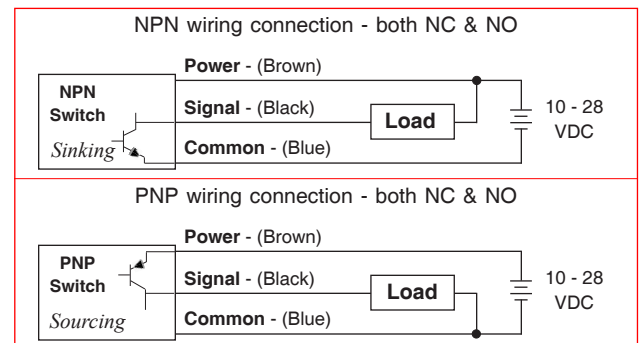 NPN wiring connection - both NC & NO
Power - (Brown)
NPN
Switch
Signal - (Black)
Load
10 - 28
VDC
Sinking
Common - (Blue)
PNP wiring connection - both NC & NO
Power - (Brown)
PNP
Switch
Signal - (Black)
Load
10 - 28
VDC
Sourcing
Common - (Blue)